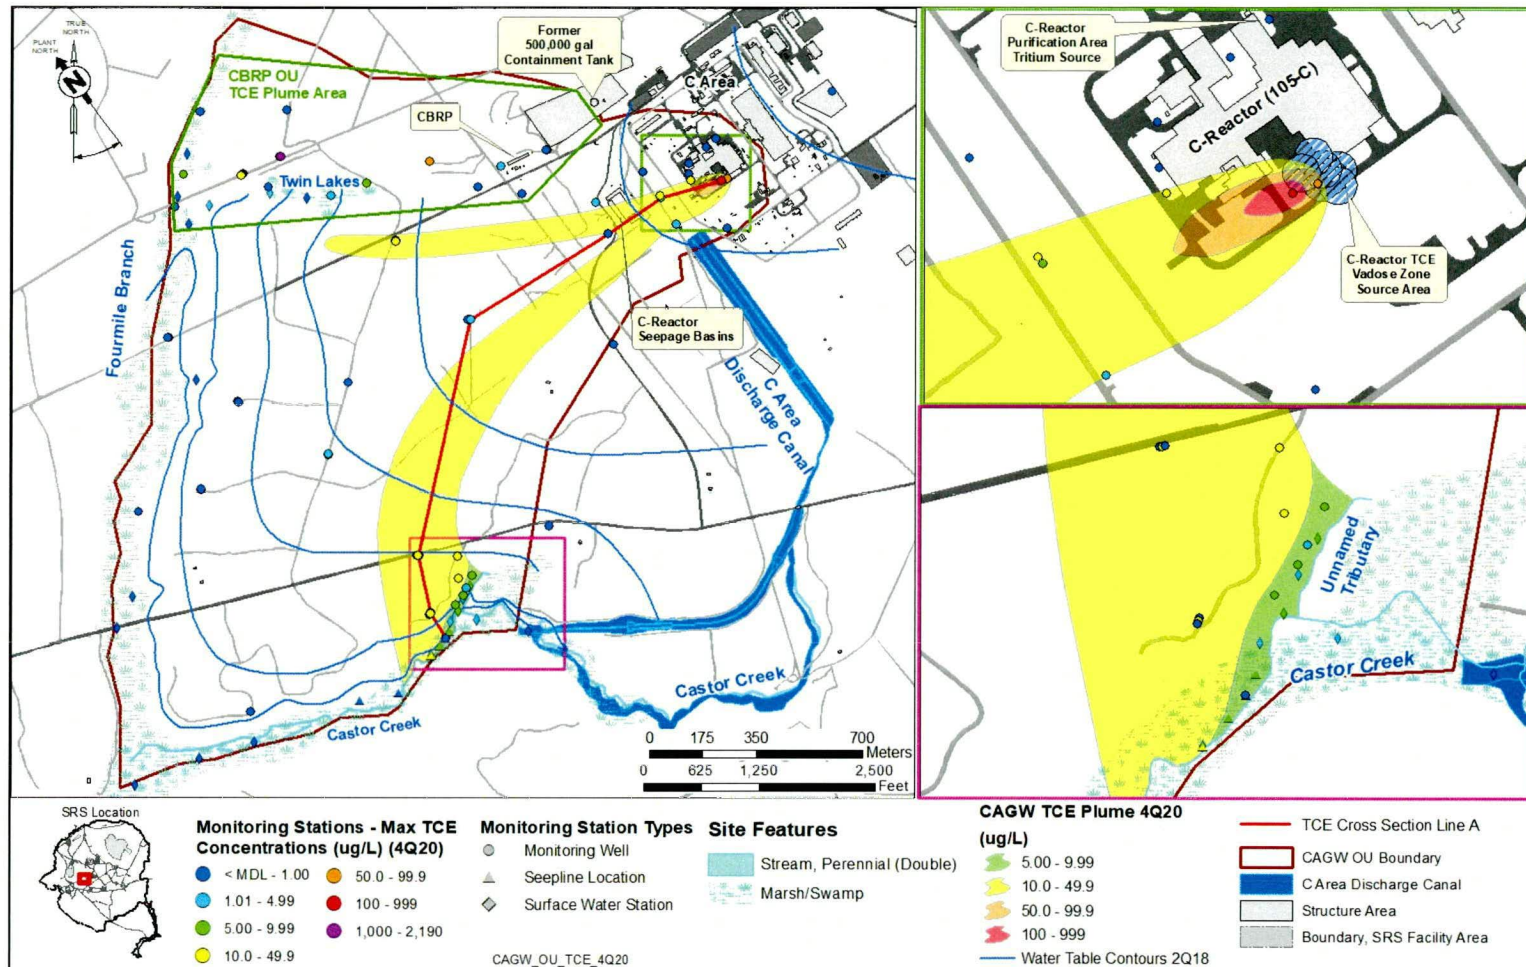 TRUE
NORTH
PLANT
NORTH
N
CBRP OU
TCE Plume Area
Former
500,000 gal
Containment Tank
C Area
CBRP
Twin Lakes
Fourmile Branch
C-Reactor
Seepage Basins
C Area
Discharge Canal
Castor Creek
Castor Creek
0 175 350 700
Meters
0 625 1,250 2,500
Feet
C-Reactor
Purification Area
Tritium Source
C-Reactor (105-C)
C-Reactor TCE
Vadose Zone
Source Area
Unnamed
Tributary
Castor Creek
SRS Location
Monitoring Stations - Max TCE
Concentrations (ug/L) (4Q20)
< MDL - 1.00
1.01 - 4.99
5.00 - 9.99
10.0 - 49.9
50.0 - 99.9
100 - 999
1,000 - 2,190
Monitoring Station Types
Monitoring Well
Seepline Location
Surface Water Station
CAGW_OU_TCE_4Q20
Site Features
Stream, Perennial (Double)
Marsh/Swamp
CAGW TCE Plume 4Q20
(ug/L)
5.00 - 9.99
10.0 - 49.9
50.0 - 99.9
100 - 999
Water Table Contours 2Q18
TCE Cross Section Line A
CAGW OU Boundary
C Area Discharge Canal
Structure Area
Boundary, SRS Facility Area